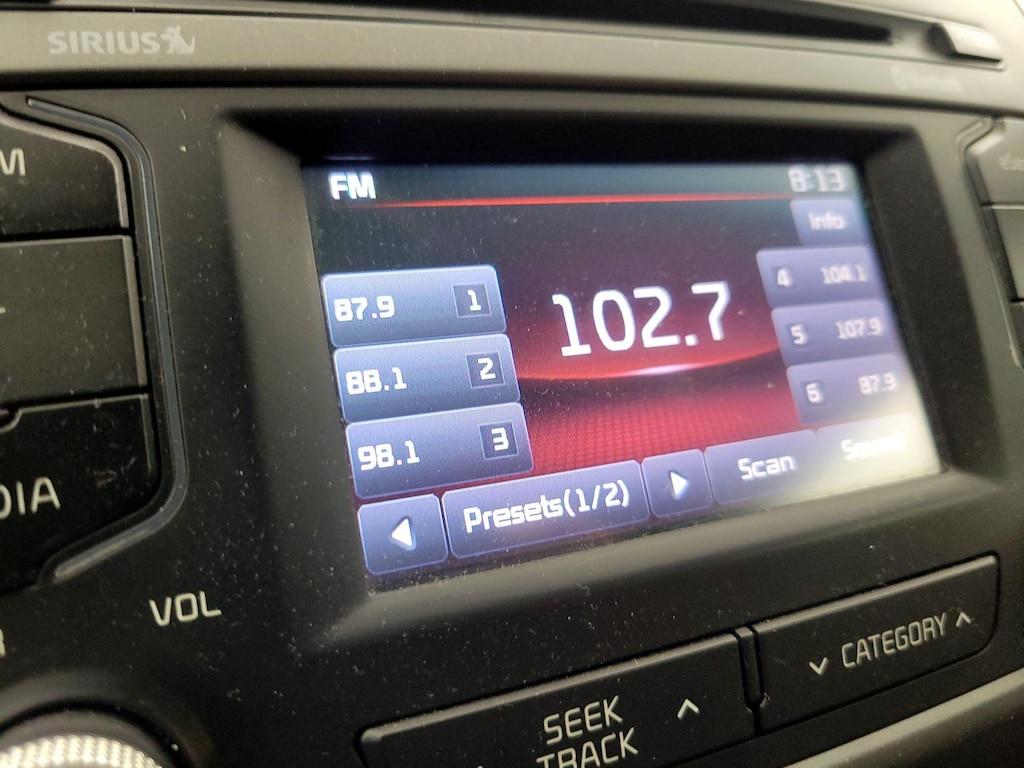 SIRIUS
M
FM 8:13
Info
87.9 1
102.7
4 104.1
88.1 2
5 107.9
98.1 3
6 87.9
Presets(1/2)
Scan
Sound
DIA
VOL
R
CATEGORY
SEEK
TRACK